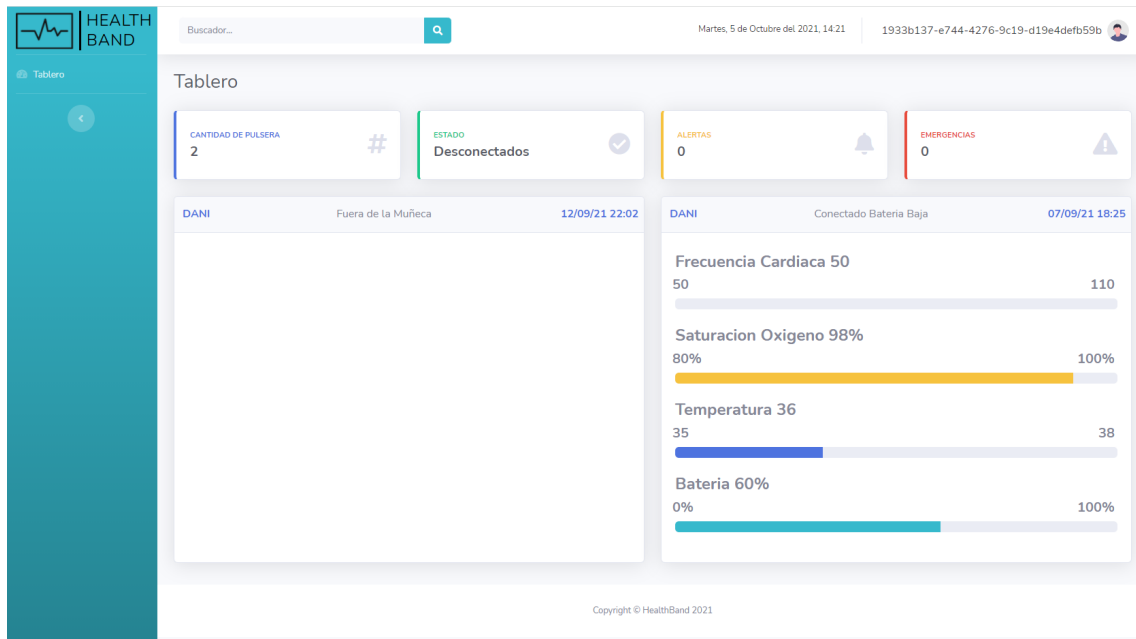 HEALTH
BAND
Buscador...
Martes, 5 de Octubre del 2021, 14:21
1933b137-e744-4276-9c19-d19e4defb59b
Tablero
Tablero
CANTIDAD DE PULSERA
2
#
ESTADO
Desconectados
ALERTAS
0
EMERGENCIAS
0
DANI Fuera de la Muñeca 12/09/21 22:02
DANI Conectado Bateria Baja 07/09/21 18:25
Frecuencia Cardiaca 50
50 110
Saturacion Oxigeno 98%
80% 100%
Temperatura 36
35 38
Bateria 60%
0% 100%
Copyright © HealthBand 2021